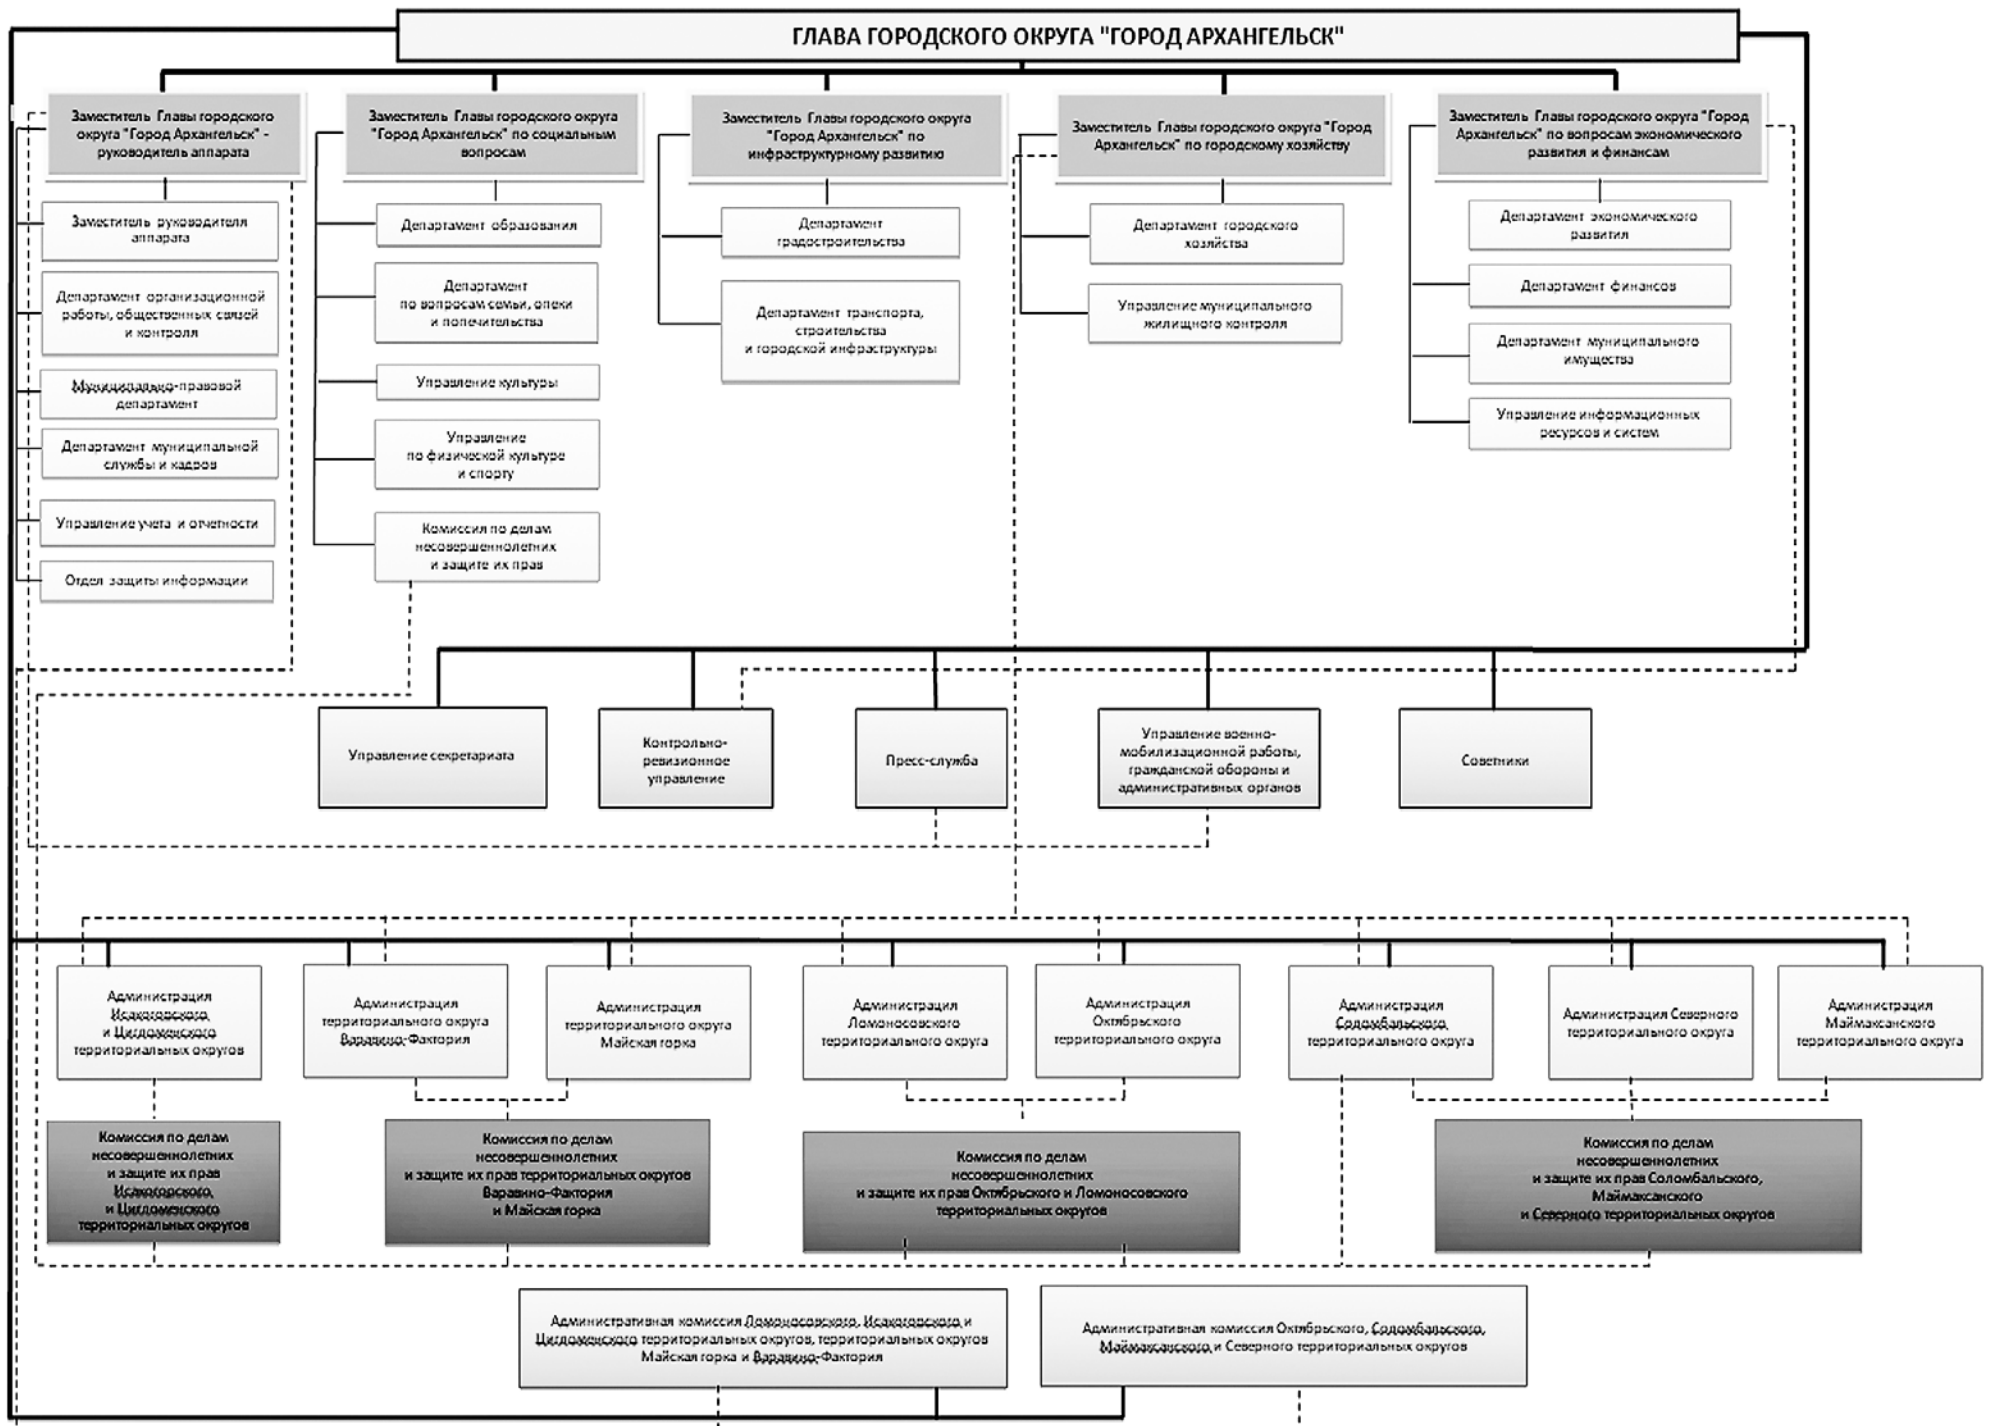 ГЛАВА ГОРОДСКОГО ОКРУГА "ГОРОД АРХАНГЕЛЬСК"
Заместитель Главы городского
округа "Город Архангельск" -
руководитель аппарата
Заместитель Главы городского округа
"Город Архангельск" по социальным
вопросам
Заместитель Главы городского округа
"Город Архангельск" по
инфраструктурному развитию
Заместитель Главы городского округа "Город
Архангельск" по городскому хозяйству
Заместитель Главы городского округа "Город
Архангельск" по вопросам экономического
развития и финансам
Заместитель руководителя
аппарата
Департамент организационной
работы, общественных связей
и контроля
Муниципально-правовой
департамент
Департамент муниципальной
службы и кадров
Управление учета и отчетности
Отдел защиты информации
Департамент образования
Департамент
по вопросам семьи, опеки
и попечительства
Управление культуры
Управление
по физической культуре
и спорту
Комиссия по делам
несовершеннолетних
и защите их прав
Департамент
градостроительства
Департамент транспорта,
строительства
и городской инфраструктуры
Департамент городского
хозяйства
Управление муниципального
жилищного контроля
Департамент экономического
развития
Департамент финансов
Департамент муниципального
имущества
Управление информационных
ресурсов и систем
Управление секретариата
Контрольно-
ревизионное
управление
Пресс-служба
Управление военно-
мобилизационной работы,
гражданской обороны и
административных органов
Советники
Администрация
Исакогорского
и Цигломенского
территориальных округов
Администрация
территориального округа
Варавино-Фактория
Администрация
территориального округа
Майская горка
Администрация
Ломоносовского
территориального округа
Администрация
Октябрьского
территориального округа
Администрация
Соломбальского
территориального округа
Администрация Северного
территориального округа
Администрация
Маймаксанского
территориального округа
Комиссия по делам
несовершеннолетних
и защите их прав
Исакогорского
и Цигломенского
территориальных округов
Комиссия по делам
несовершеннолетних
и защите их прав территориальных округов
Варавино-Фактория
и Майская горка
Комиссия по делам
несовершеннолетних
и защите их прав Октябрьского и Ломоносовского
территориальных округов
Комиссия по делам
несовершеннолетних
и защите их прав Соломбальского,
Маймаксанского
и Северного территориальных округов
Административная комиссия Ломоносовского, Исакогорского и
Цигломенского территориальных округов, территориальных округов
Майская горка и Варавино-Фактория
Административная комиссия Октябрьского, Соломбальского,
Маймаксанского и Северного территориальных округов